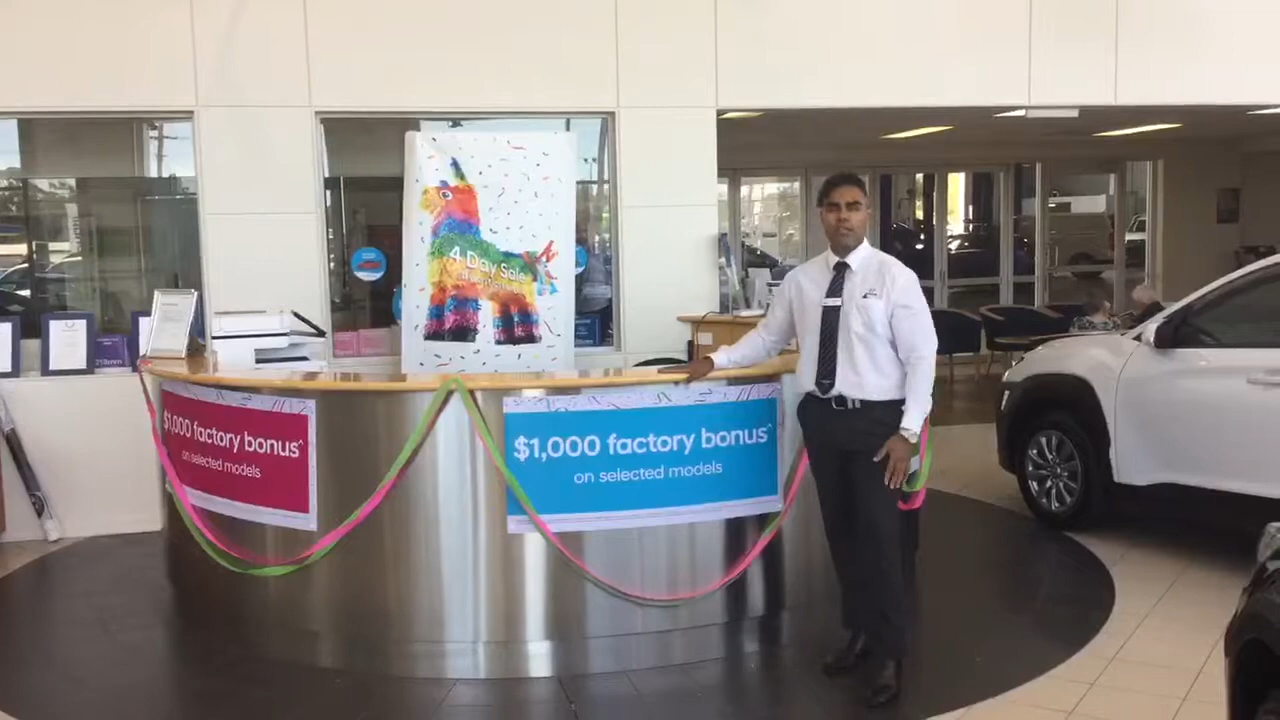 4 Day Sale
$1,000 factory bonus^
on selected models
$1,000 factory bonus^
on selected models